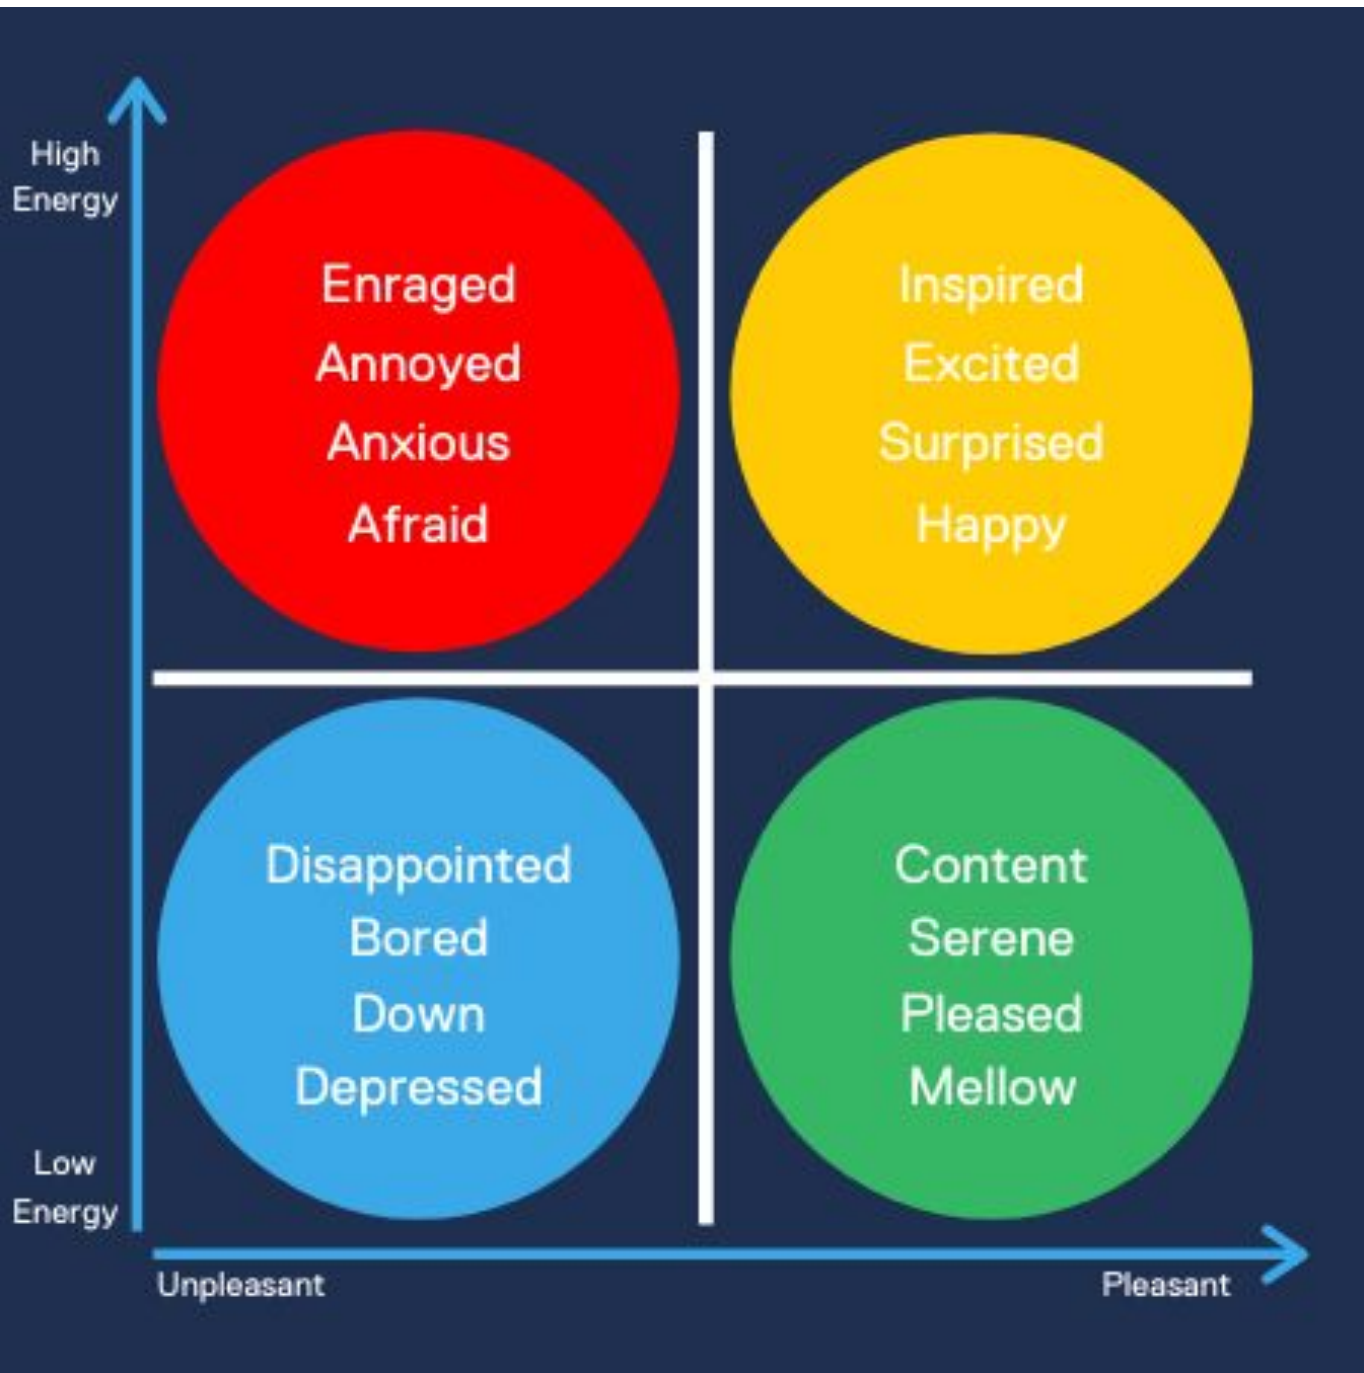 High
Energy
Enraged
Annoyed
Anxious
Afraid
Inspired
Excited
Surprised
Happy
Disappointed
Bored
Down
Depressed
Content
Serene
Pleased
Mellow
Low
Energy
Unpleasant
Pleasant